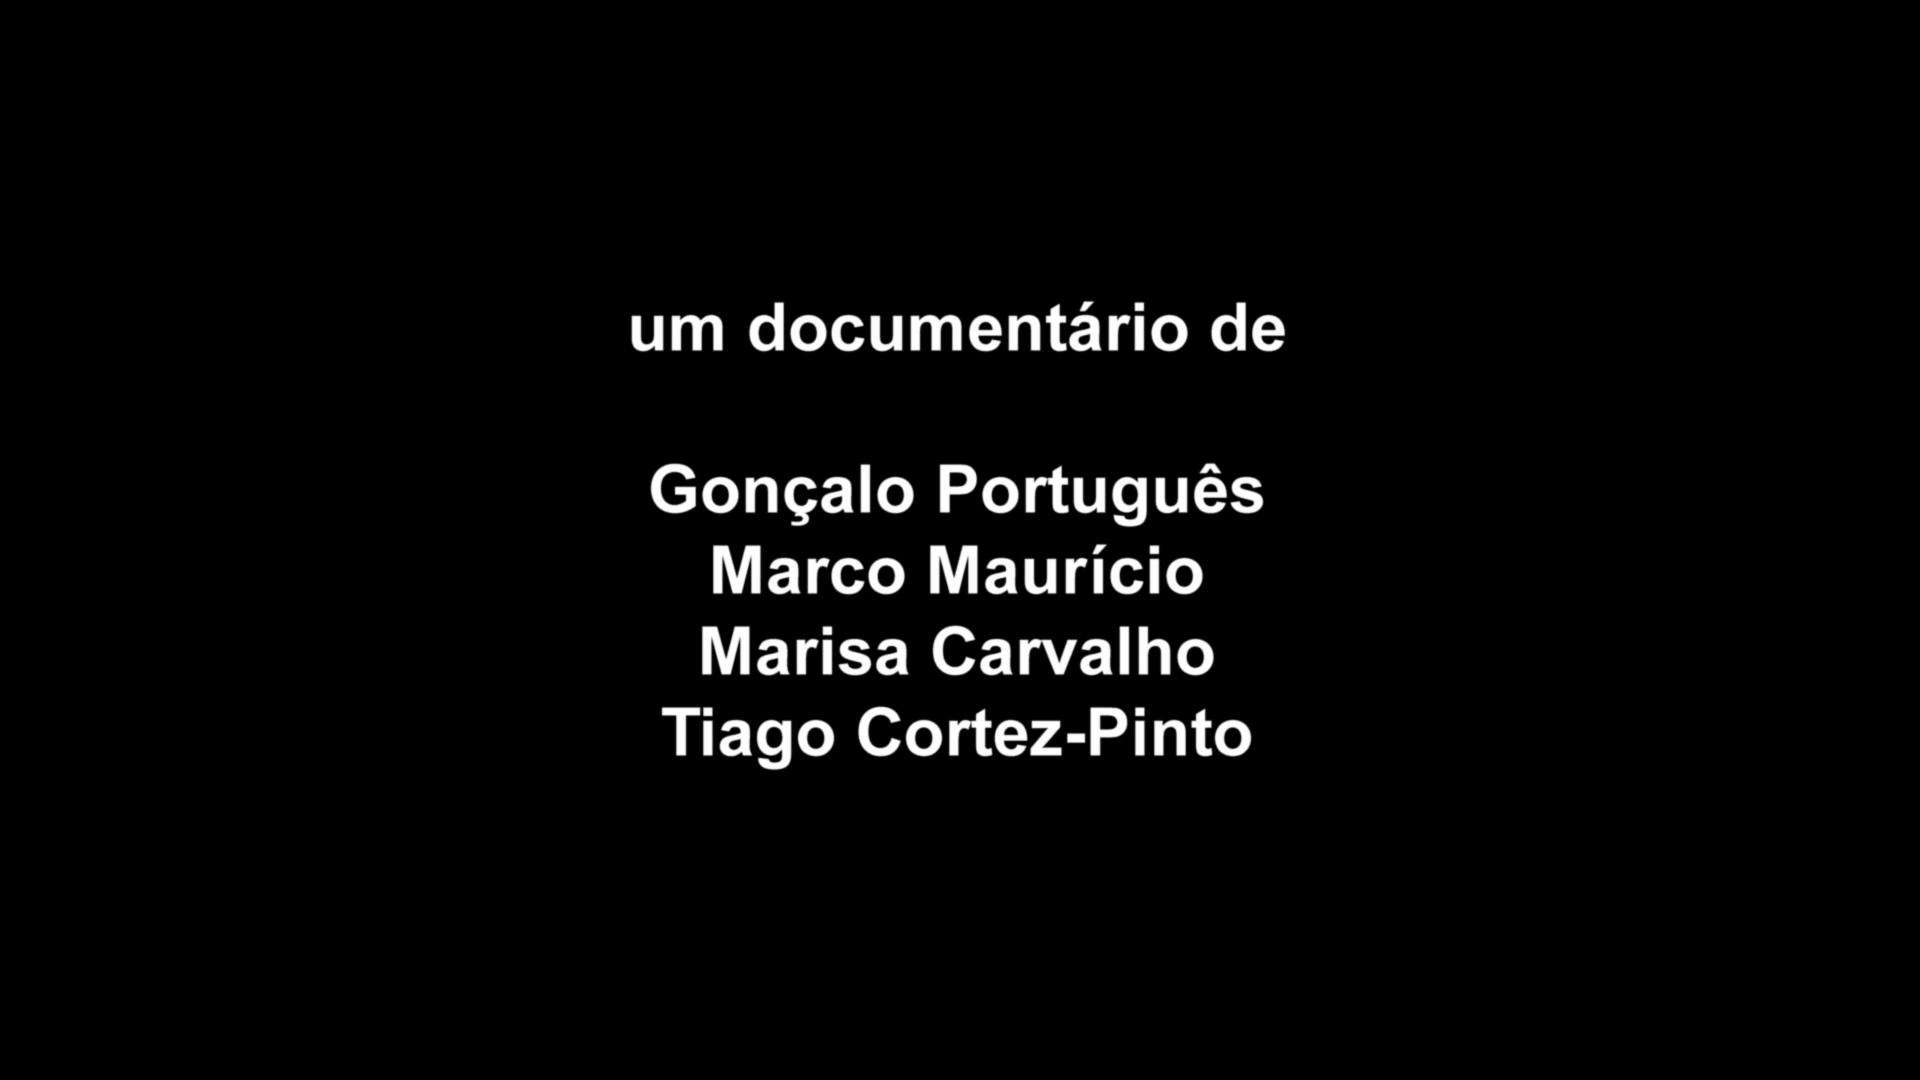 um documentário de
Gonçalo Português
Marco Maurício
Marisa Carvalho
Tiago Cortez-Pinto